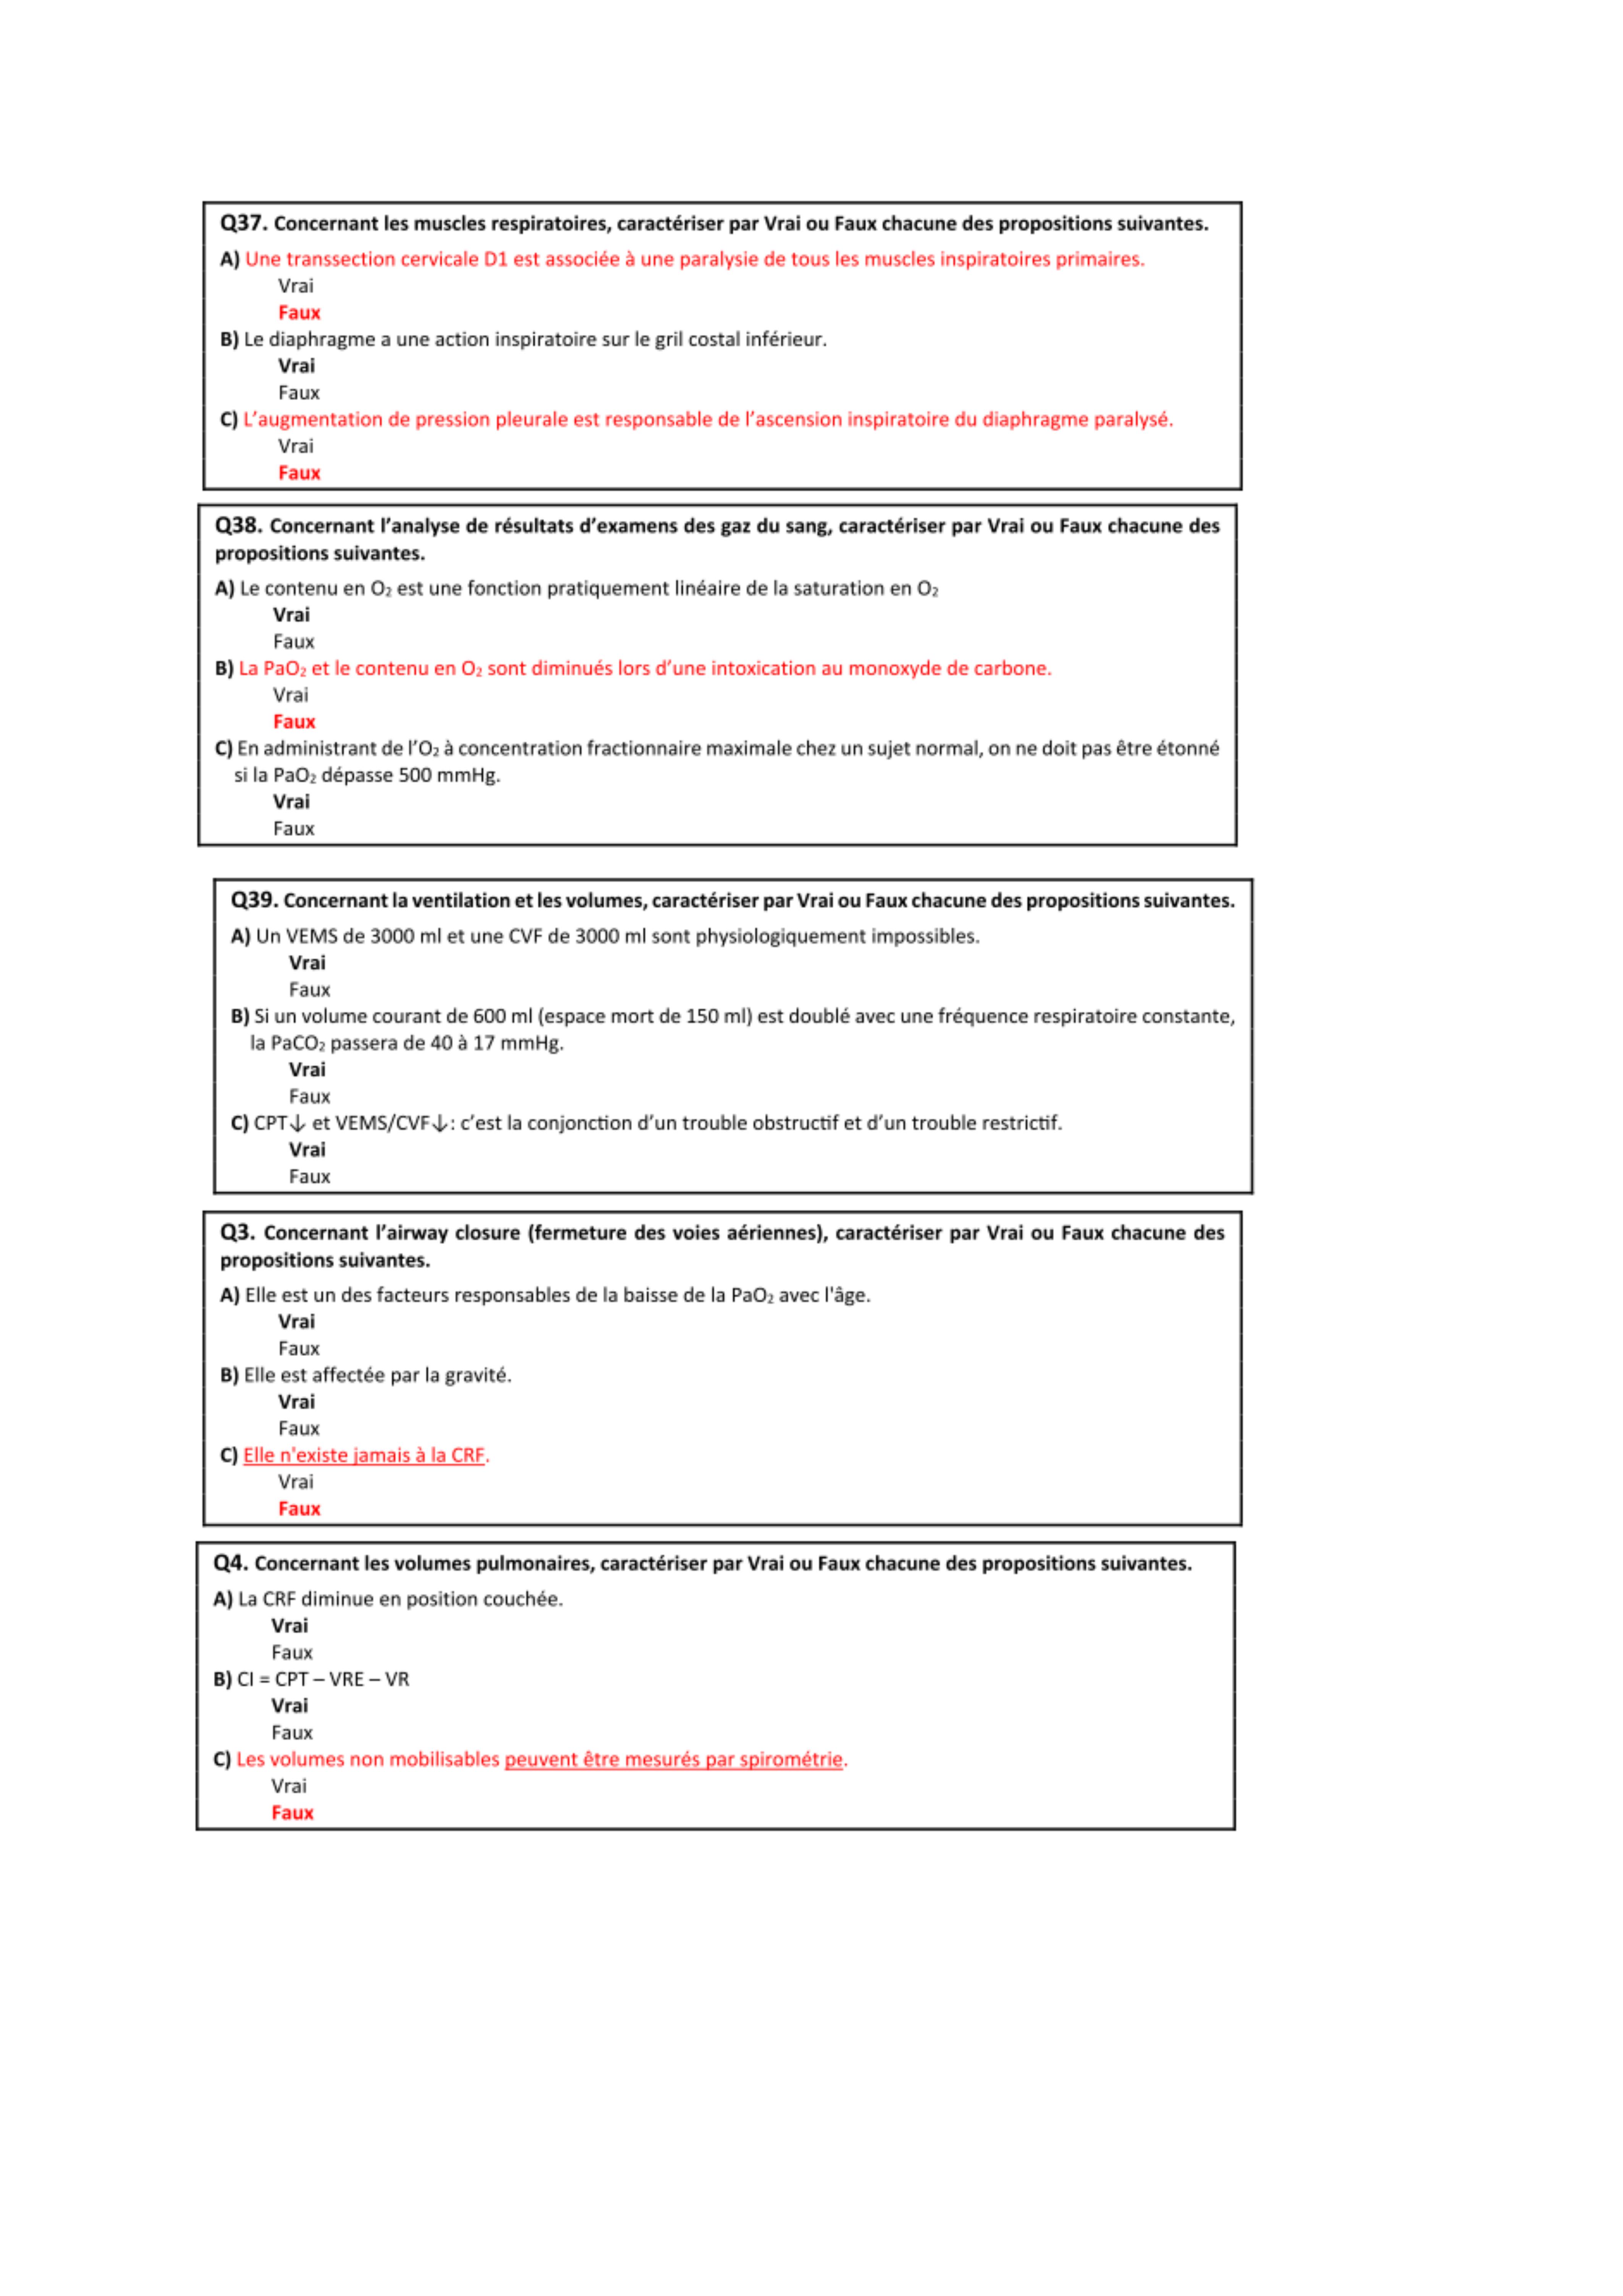 Q37. Concernant les muscles respiratoires, caractériser par Vrai ou Faux chacune des propositions suivantes.
A) Une transsection cervicale D1 est associée à une paralysie de tous les muscles inspiratoires primaires.
Vrai
Faux
B) Le diaphragme a une action inspiratoire sur le gril costal inférieur.
Vrai
Faux
C) L’augmentation de pression pleurale est responsable de l’ascension inspiratoire du diaphragme paralysé.
Vrai
Faux
Q38. Concernant l’analyse de résultats d’examens des gaz du sang, caractériser par Vrai ou Faux chacune des
propositions suivantes.
A) Le contenu en O₂ est une fonction pratiquement linéaire de la saturation en O₂
Vrai
Faux
B) La PaO₂ et le contenu en O₂ sont diminués lors d’une intoxication au monoxyde de carbone.
Vrai
Faux
C) En administrant de l’O₂ à concentration fractionnaire maximale chez un sujet normal, on ne doit pas être étonné
si la PaO₂ dépasse 500 mmHg.
Vrai
Faux
Q39. Concernant la ventilation et les volumes, caractériser par Vrai ou Faux chacune des propositions suivantes.
A) Un VEMS de 3000 ml et une CVF de 3000 ml sont physiologiquement impossibles.
Vrai
Faux
B) Si un volume courant de 600 ml (espace mort de 150 ml) est doublé avec une fréquence respiratoire constante,
la PaCO₂ passera de 40 à 17 mmHg.
Vrai
Faux
C) CPT↓ et VEMS/CVF↓: c’est la conjonction d’un trouble obstructif et d’un trouble restrictif.
Vrai
Faux
Q3. Concernant l’airway closure (fermeture des voies aériennes), caractériser par Vrai ou Faux chacune des
propositions suivantes.
A) Elle est un des facteurs responsables de la baisse de la PaO₂ avec l'âge.
Vrai
Faux
B) Elle est affectée par la gravité.
Vrai
Faux
C) Elle n'existe jamais à la CRF.
Vrai
Faux
Q4. Concernant les volumes pulmonaires, caractériser par Vrai ou Faux chacune des propositions suivantes.
A) La CRF diminue en position couchée.
Vrai
Faux
B) CI = CPT – VRE – VR
Vrai
Faux
C) Les volumes non mobilisables peuvent être mesurés par spirométrie.
Vrai
Faux